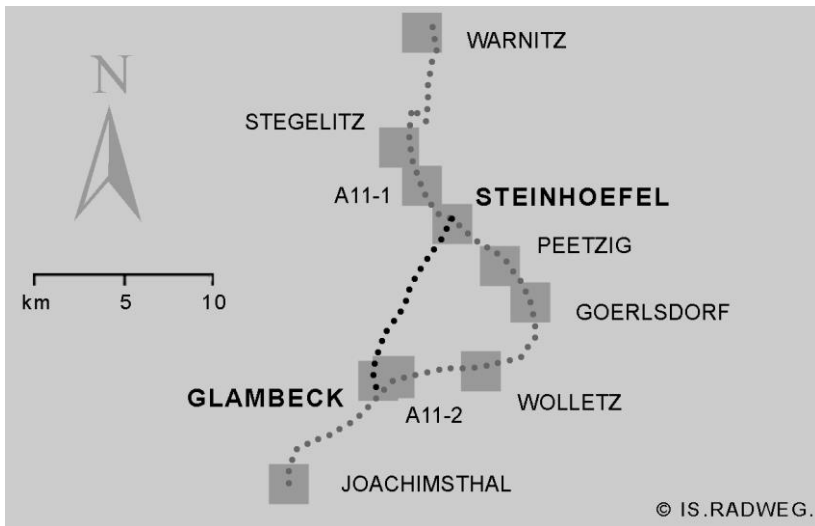 WARNITZ
N
STEGELITZ
A11-1
STEINHOEFEL
PEETZIG
km 5 10
GOERLSDORF
GLAMBECK
A11-2
WOLLETZ
JOACHIMSTHAL
© IS.RADWEG.